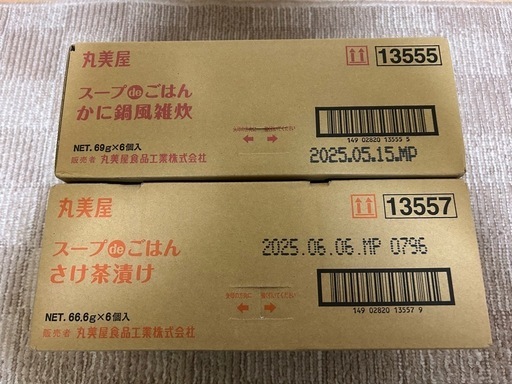 丸美屋
13555
スープdeごはん
かに鍋風雑炊
NET. 69g×6個入
販売者 丸美屋食品工業株式会社
149 02820 13555 5
2025.05.15.MP
丸美屋
13557
スープdeごはん
さけ茶漬け
2025.06.06.MP 0796
NET. 66.6g×6個入
販売者 丸美屋食品工業株式会社
149 02820 13557 9